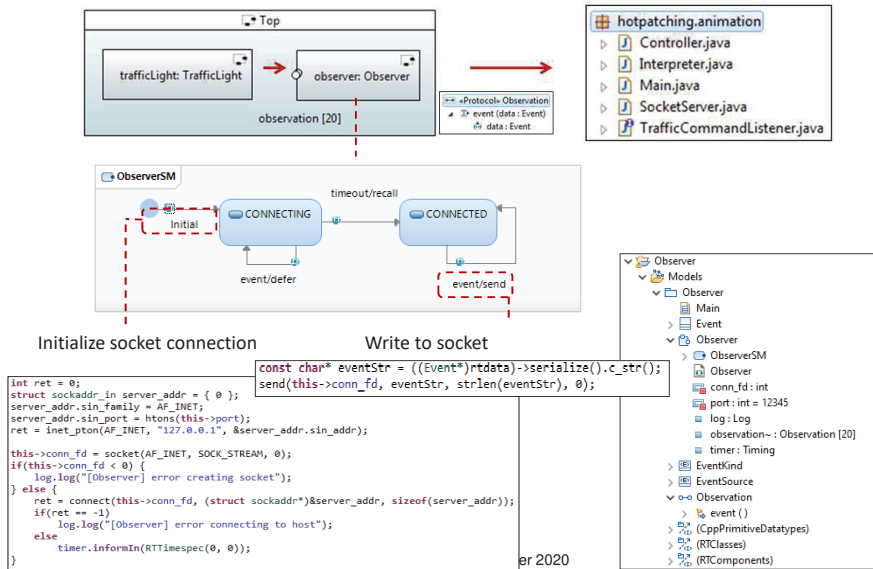 Top
trafficLight: TrafficLight
observer: Observer
observation [20]
«Protocol» Observation
event (data : Event)
data : Event
hotpatching.animation
Controller.java
Interpreter.java
Main.java
SocketServer.java
TrafficCommandListener.java
ObserverSM
timeout/recall
CONNECTING
CONNECTED
Initial
event/defer
event/send
Initialize socket connection
Write to socket
const char* eventStr = ((Event*)rtdata)->serialize().c_str();
send(this->conn_fd, eventStr, strlen(eventStr), 0);
int ret = 0;
struct sockaddr_in server_addr = { 0 };
server_addr.sin_family = AF_INET;
server_addr.sin_port = htons(this->port);
ret = inet_pton(AF_INET, "127.0.0.1", &server_addr.sin_addr);
this->conn_fd = socket(AF_INET, SOCK_STREAM, 0);
if(this->conn_fd < 0) {
log.log("[Observer] error creating socket");
} else {
ret = connect(this->conn_fd, (struct sockaddr*)&server_addr, sizeof(server_addr));
if(ret == -1)
log.log("[Observer] error connecting to host");
else
timer.informIn(RTTimespec(0, 0));
}
er 2020
Observer
Models
Observer
Main
Event
Observer
ObserverSM
Observer
conn_fd : int
port : int = 12345
log : Log
observation~ : Observation [20]
timer : Timing
EventKind
EventSource
Observation
event ()
(CppPrimitiveDatatypes)
(RTClasses)
(RTComponents)